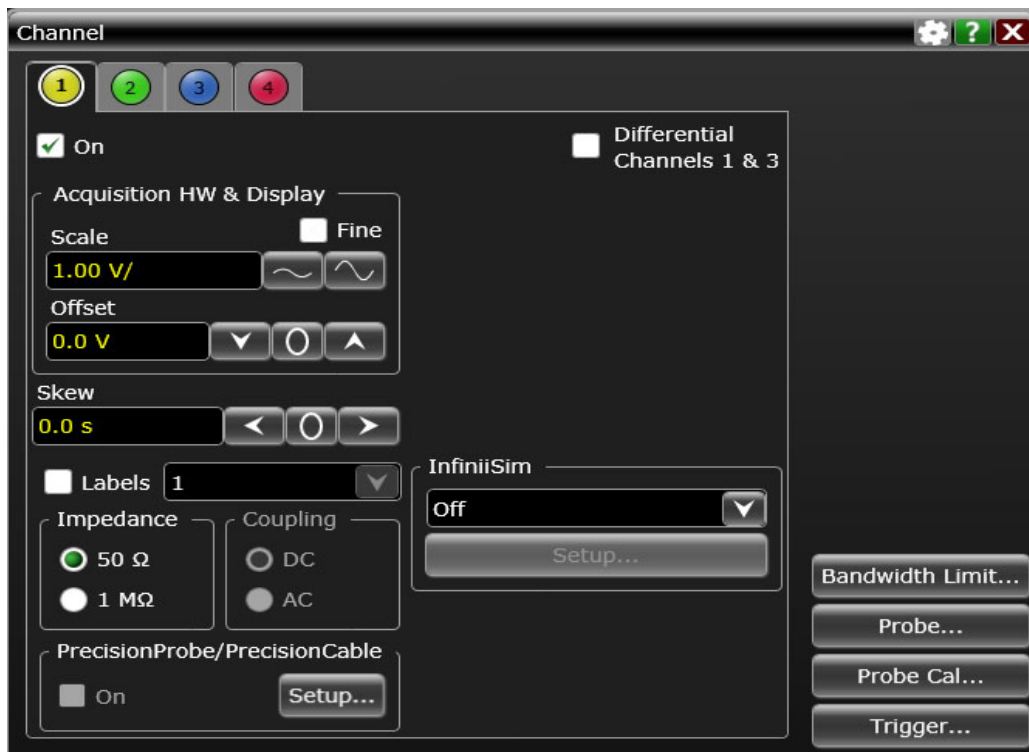 Channel
?
X
1
2
3
4
On
Differential
Channels 1 & 3
Acquisition HW & Display
Scale
Fine
1.00 V/
Offset
0.0 V
Skew
0.0 s
Labels
1
InfiniiSim
Off
Setup...
Impedance
Coupling
50 Ω
DC
1 MΩ
AC
PrecisionProbe/PrecisionCable
On
Setup...
Bandwidth Limit...
Probe...
Probe Cal...
Trigger...